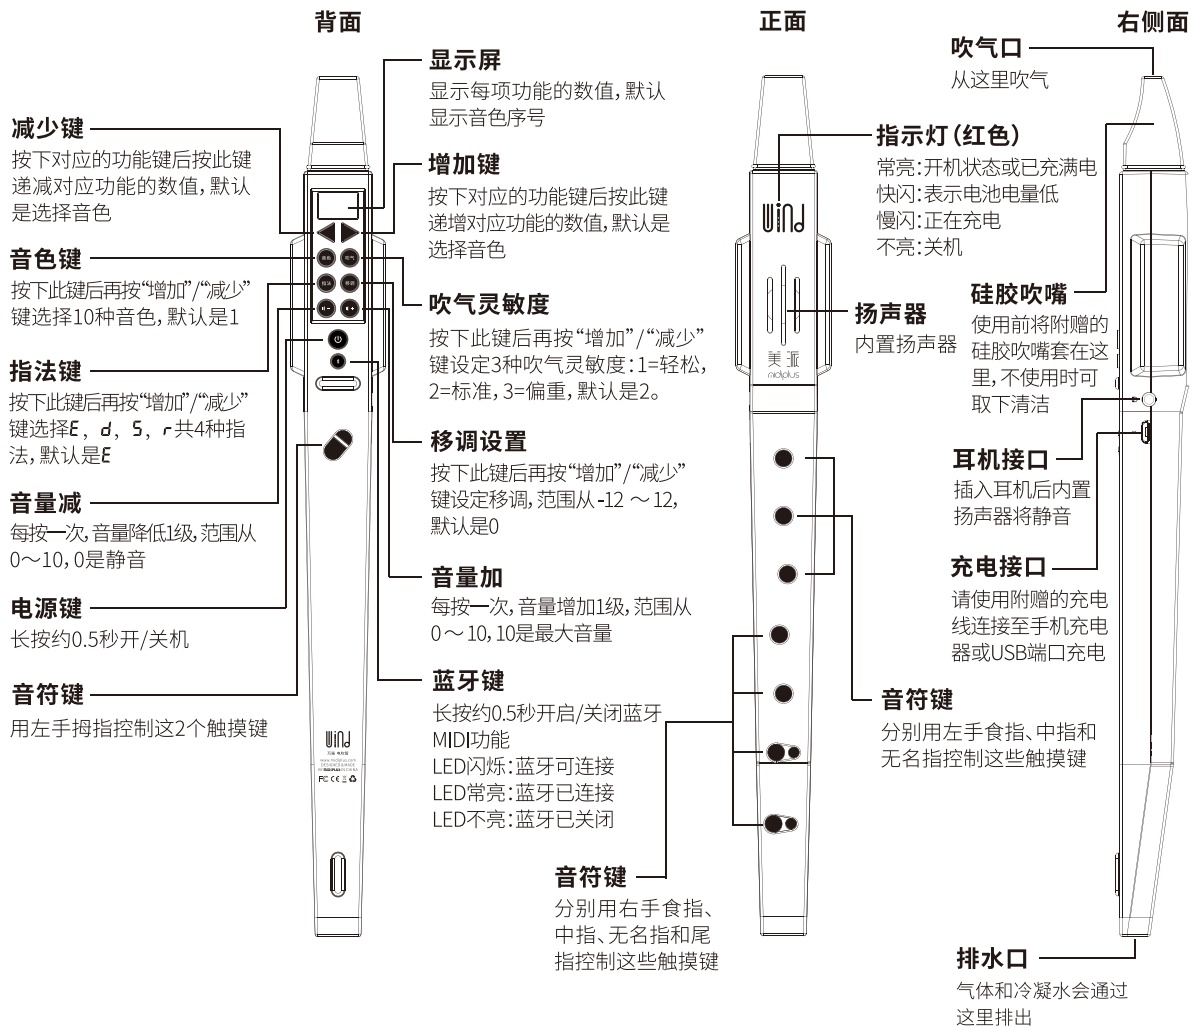 背面
正面
右侧面
减少键
按下对应的功能键后按此键
递减对应功能的数值，默认
是选择音色
音色键
按下此键后再按“增加”/“减少”
键选择10种音色，默认是1
指法键
按下此键后再按“增加”/“减少”
键选择E，d，S，r共4种指
法，默认是E
音量减
每按一次，音量降低1级，范围从
0～10，0是静音
电源键
长按约0.5秒开/关机
音符键
用左手拇指控制这2个触摸键
显示屏
显示每项功能的数值，默认
显示音色序号
增加键
按下对应的功能键后按此键
递增对应功能的数值，默认是
选择音色
吹气灵敏度
按下此键后再按“增加”/“减少”
键设定3种吹气灵敏度：1=轻松，
2=标准，3=偏重，默认是2。
移调设置
按下此键后再按“增加”/“减少”
键设定移调，范围从 -12 ～ 12，
默认是0
音量加
每按一次，音量增加1级，范围从
0～10，10是最大音量
蓝牙键
长按约0.5秒开启/关闭蓝牙
MIDI功能
LED闪烁：蓝牙可连接
LED常亮：蓝牙已连接
LED不亮：蓝牙已关闭
音色
吹气
指法
移调
Wind
www.midiplus.com
FC CE
Wind
美派
midiplus
指示灯（红色）
常亮：开机状态或已充满电
快闪：表示电池电量低
慢闪：正在充电
不亮：关机
扬声器
内置扬声器
音符键
分别用左手食指、中指和
无名指控制这些触摸键
音符键
分别用右手食指、
中指、无名指和尾
指控制这些触摸键
吹气口
从这里吹气
硅胶吹嘴
使用前将附赠的
硅胶吹嘴套在这
里，不使用时可
取下清洁
耳机接口
插入耳机后内置
扬声器将静音
充电接口
请使用附赠的充电
线连接至手机充电
器或USB端口充电
排水口
气体和冷凝水会通过
这里排出